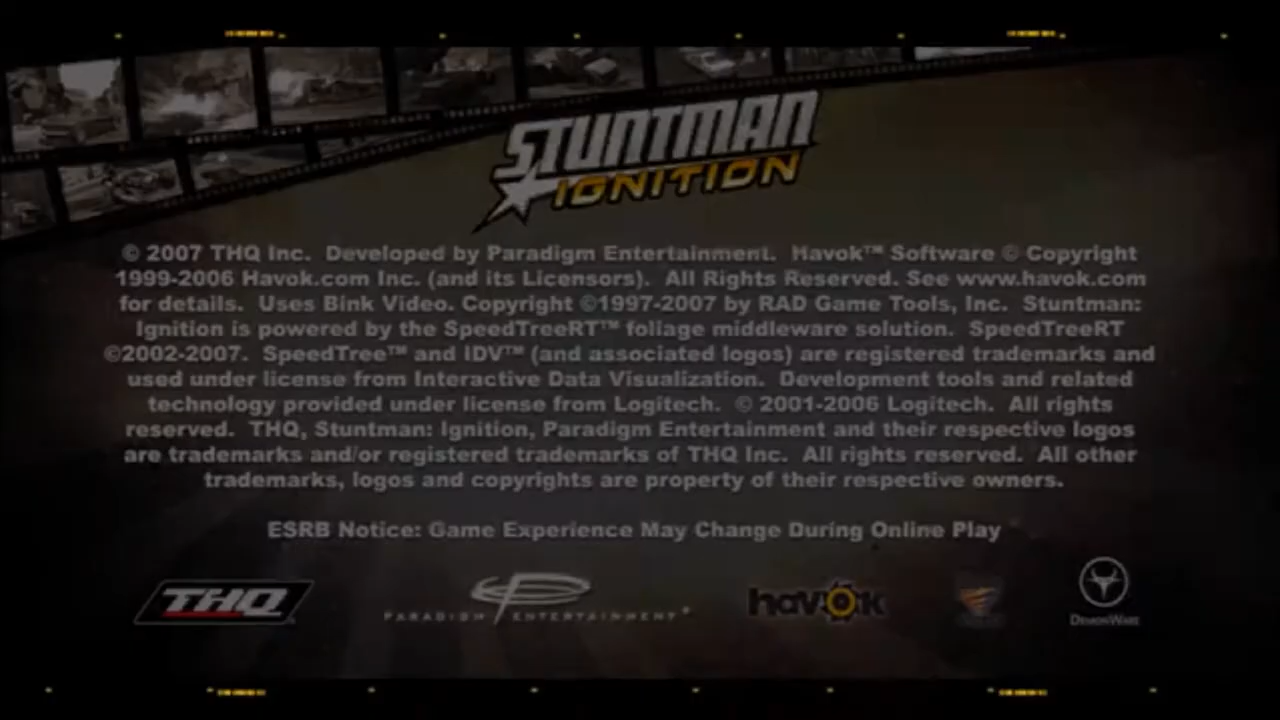 STUNTMAN
IGNITION
© 2007 THQ Inc. Developed by Paradigm Entertainment. Havok™ Software © Copyright
1999-2006 Havok.com Inc. (and its Licensors). All Rights Reserved. See www.havok.com
for details. Uses Bink Video. Copyright ©1997-2007 by RAD Game Tools, Inc. Stuntman:
Ignition is powered by the SpeedTreeRT™ foliage middleware solution. SpeedTreeRT
©2002-2007. SpeedTree™ and IDV™ (and associated logos) are registered trademarks and
used under license from Interactive Data Visualization. Development tools and related
technology provided under license from Logitech. © 2001-2006 Logitech. All rights
reserved. THQ, Stuntman: Ignition, Paradigm Entertainment and their respective logos
are trademarks and/or registered trademarks of THQ Inc. All rights reserved. All other
trademarks, logos and copyrights are property of their respective owners.
ESRB Notice: Game Experience May Change During Online Play
THQ PARADIGM ENTERTAINMENT havok DEMONWARE